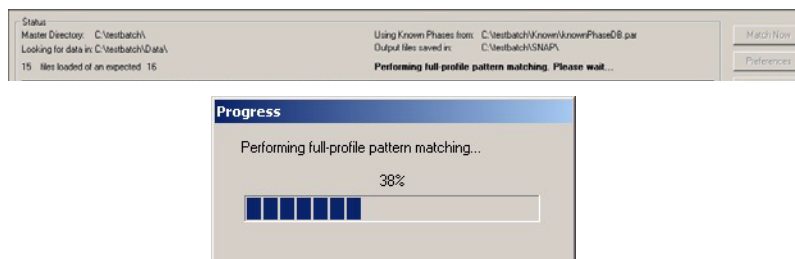 Status
Master Directory: C:\testbatch\
Using Known Phases from: C:\testbatch\Known\knownPhaseDB.par
Looking for data in: C:\testbatch\Data\
Output files saved in: C:\testbatch\SNAP\
15 files loaded of an expected 16
Performing full-profile pattern matching. Please wait...
Match Now
Preferences
Progress
Performing full-profile pattern matching...
38%